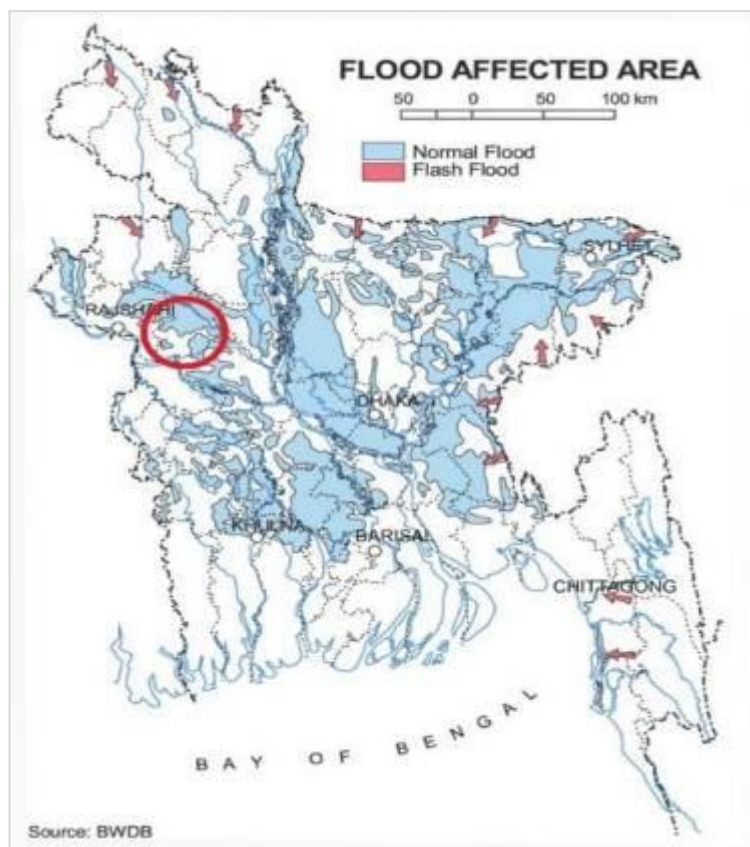 FLOOD AFFECTED AREA
50 0 50 100 km
Normal Flood
Flash Flood
SYLHET
RAJSHAHI
DHAKA
KHULNA
BARISAL
CHITTAGONG
BAY OF BENGAL
Source: BWDB